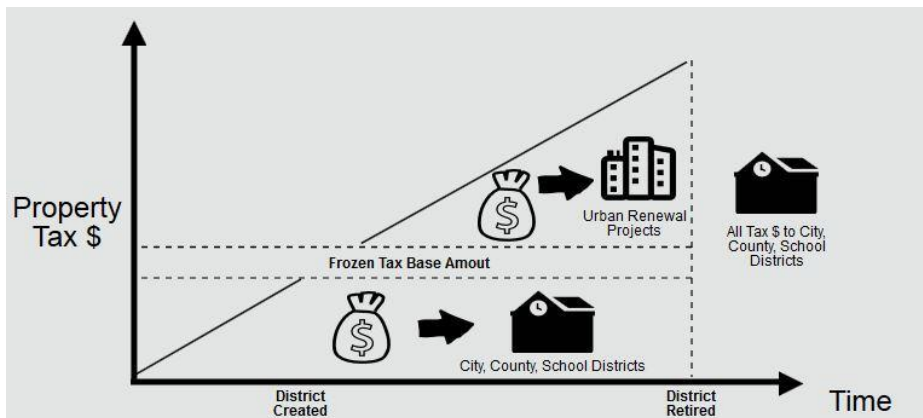 Property
Tax $
$
Urban Renewal
Projects
All Tax $ to City,
County, School
Districts
Frozen Tax Base Amout
$
City, County, School Districts
District
Created
District
Retired
Time